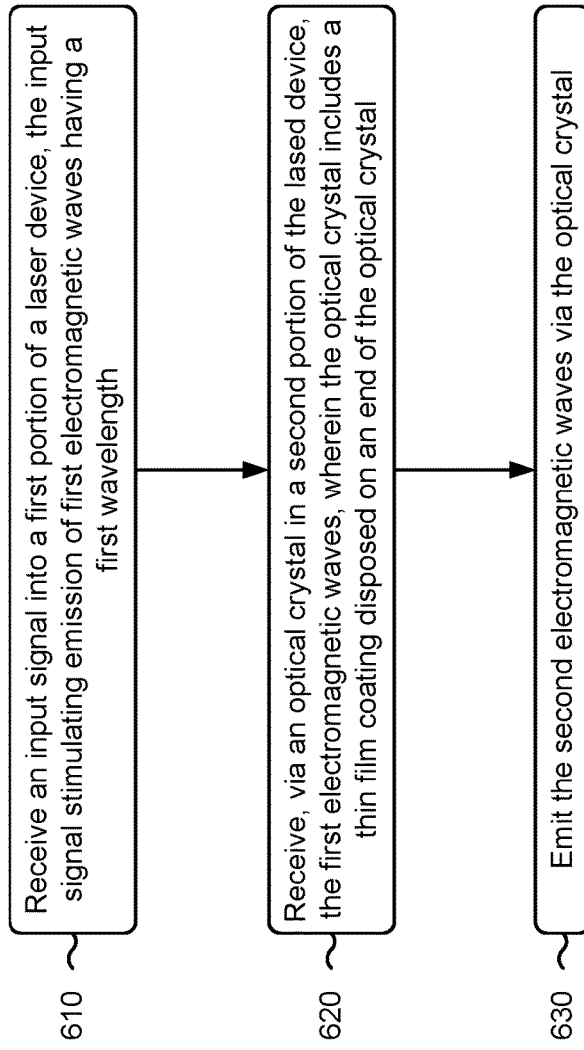 610
Receive an input signal into a first portion of a laser device, the input
signal stimulating emission of first electromagnetic waves having a
first wavelength
620
Receive, via an optical crystal in a second portion of the lased device,
the first electromagnetic waves, wherein the optical crystal includes a
thin film coating disposed on an end of the optical crystal
630
Emit the second electromagnetic waves via the optical crystal